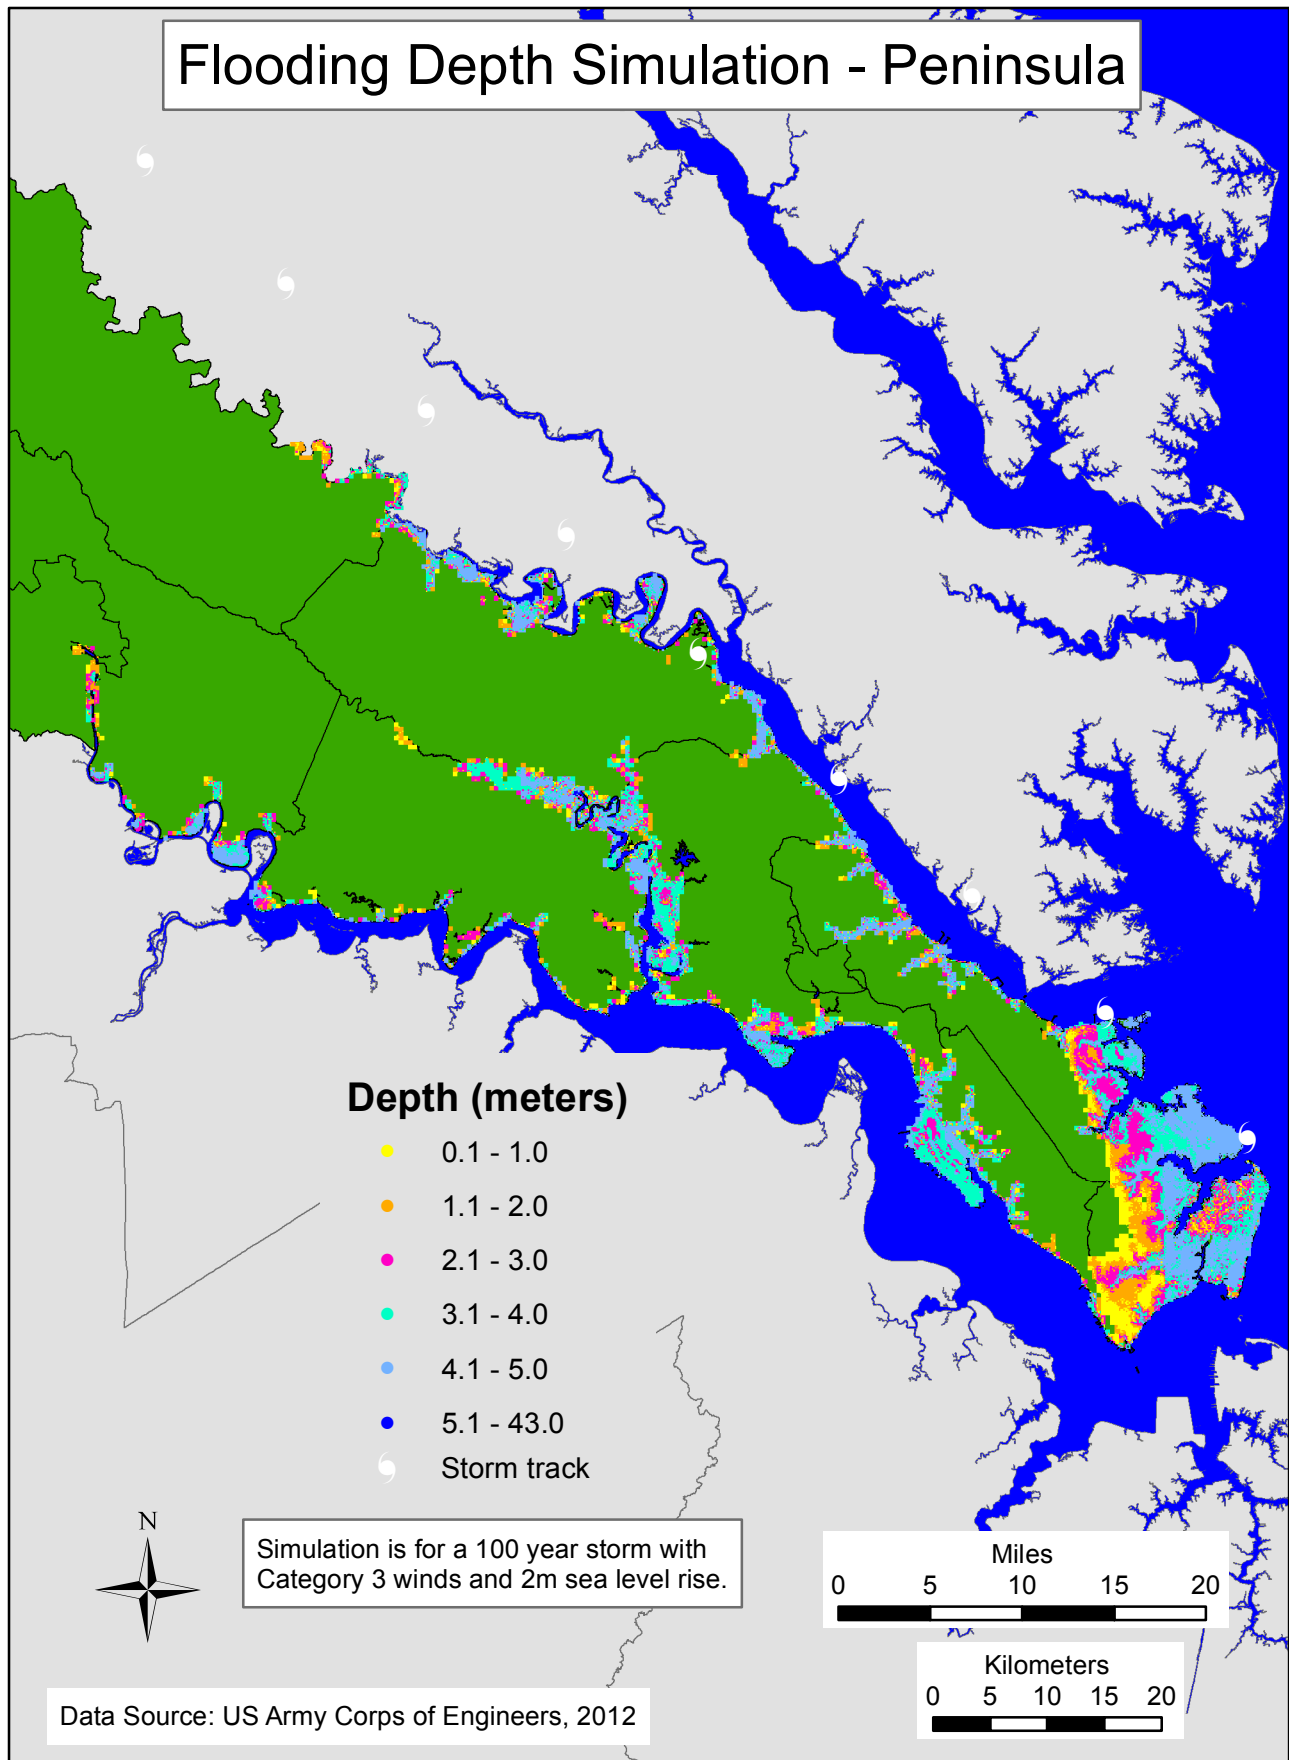 Flooding Depth Simulation - Peninsula
Depth (meters)
0.1 - 1.0
1.1 - 2.0
2.1 - 3.0
3.1 - 4.0
4.1 - 5.0
5.1 - 43.0
Storm track
N
Simulation is for a 100 year storm with
Category 3 winds and 2m sea level rise.
Miles
0 5 10 15 20
Kilometers
0 5 10 15 20
Data Source: US Army Corps of Engineers, 2012